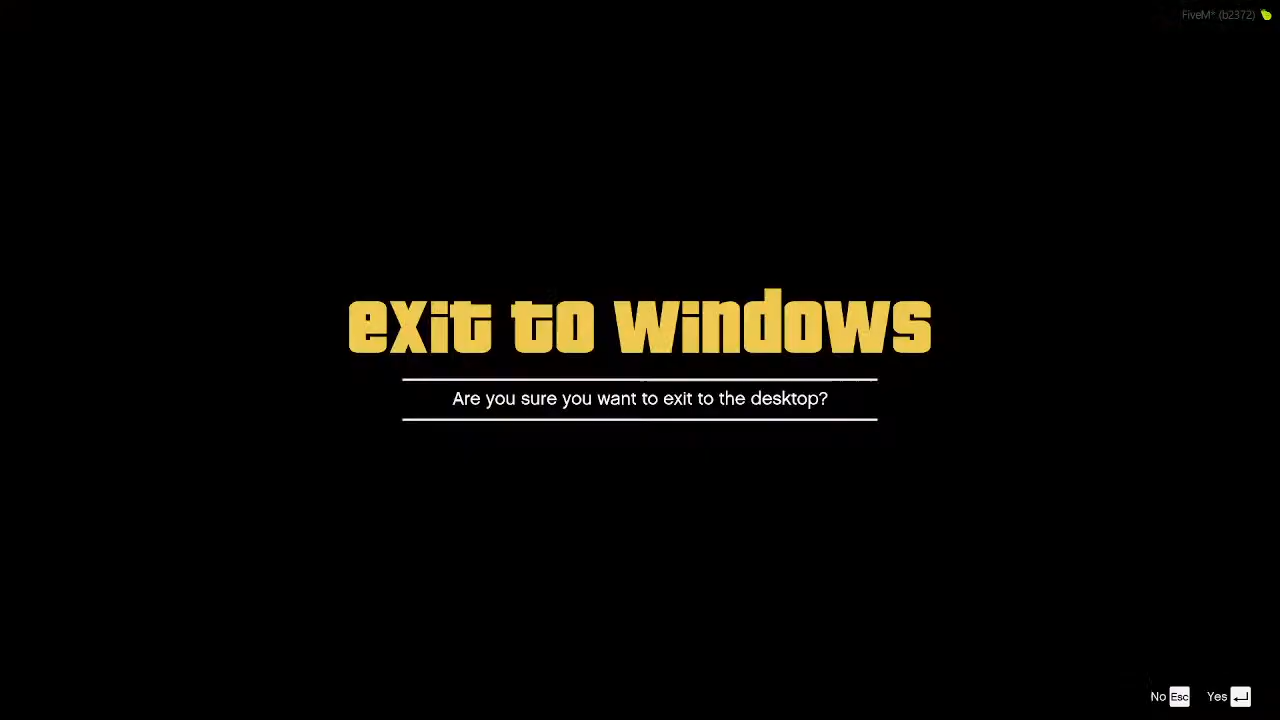 FiveM* (b2372)
exit to windows
Are you sure you want to exit to the desktop?
No Esc Yes